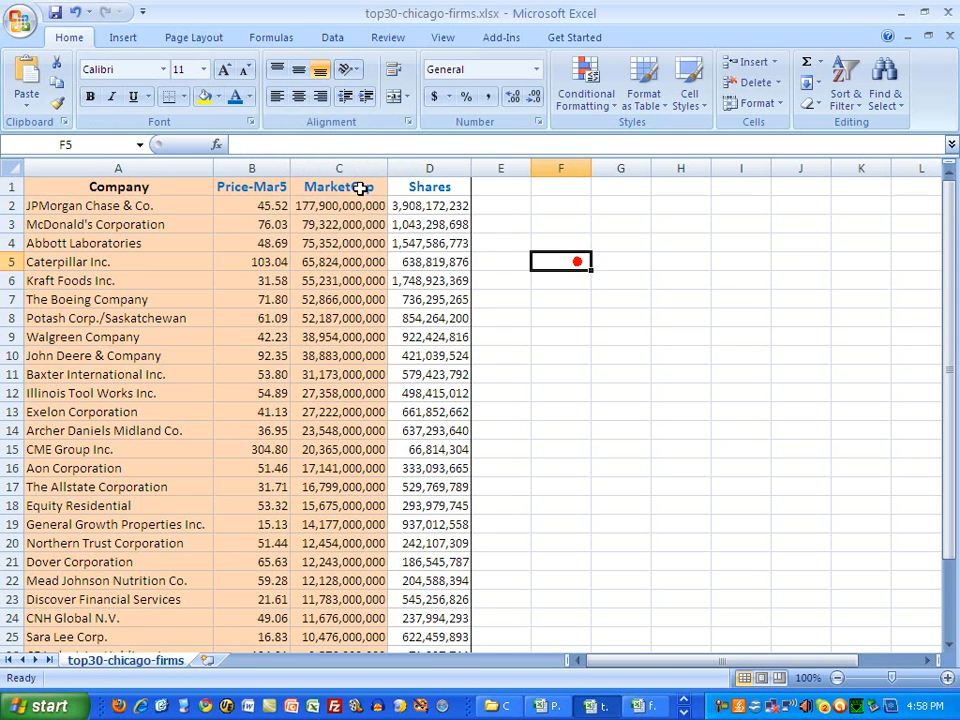 top30-chicago-firms.xlsx - Microsoft Excel
Home Insert Page Layout Formulas Data Review View Add-Ins Get Started
Calibri 11 General
Paste
B I U A
$ % ,
Conditional Formatting
Format as Table
Cell Styles
Insert
Delete
Format
Σ
Sort & Filter
Find & Select
Clipboard Font Alignment Number Styles Cells Editing
F5 fx
A B C D E F G H I J K L
1 Company Price-Mar5 Shares
2 JPMorgan Chase & Co. 45.52 177,900,000,000 3,908,172,232
3 McDonald's Corporation 76.03 79,322,000,000 1,043,298,698
4 Abbott Laboratories 48.69 75,352,000,000 1,547,586,773
5 Caterpillar Inc. 103.04 65,824,000,000 638,819,876
6 Kraft Foods Inc. 31.58 55,231,000,000 1,748,923,369
7 The Boeing Company 71.80 52,866,000,000 736,295,265
8 Potash Corp./Saskatchewan 61.09 52,187,000,000 854,264,200
9 Walgreen Company 42.23 38,954,000,000 922,424,816
10 John Deere & Company 92.35 38,883,000,000 421,039,524
11 Baxter International Inc. 53.80 31,173,000,000 579,423,792
12 Illinois Tool Works Inc. 54.89 27,358,000,000 498,415,012
13 Exelon Corporation 41.13 27,222,000,000 661,852,662
14 Archer Daniels Midland Co. 36.95 23,548,000,000 637,293,640
15 CME Group Inc. 304.80 20,365,000,000 66,814,304
16 Aon Corporation 51.46 17,141,000,000 333,093,665
17 The Allstate Corporation 31.71 16,799,000,000 529,769,789
18 Equity Residential 53.32 15,675,000,000 293,979,745
19 General Growth Properties Inc. 15.13 14,177,000,000 937,012,558
20 Northern Trust Corporation 51.44 12,454,000,000 242,107,309
21 Dover Corporation 65.63 12,243,000,000 186,545,787
22 Mead Johnson Nutrition Co. 59.28 12,128,000,000 204,588,394
23 Discover Financial Services 21.61 11,783,000,000 545,256,826
24 CNH Global N.V. 49.06 11,676,000,000 237,994,293
25 Sara Lee Corp. 16.83 10,476,000,000 622,459,893
top30-chicago-firms
Ready 100%
start C P. t. f. 4:58 PM